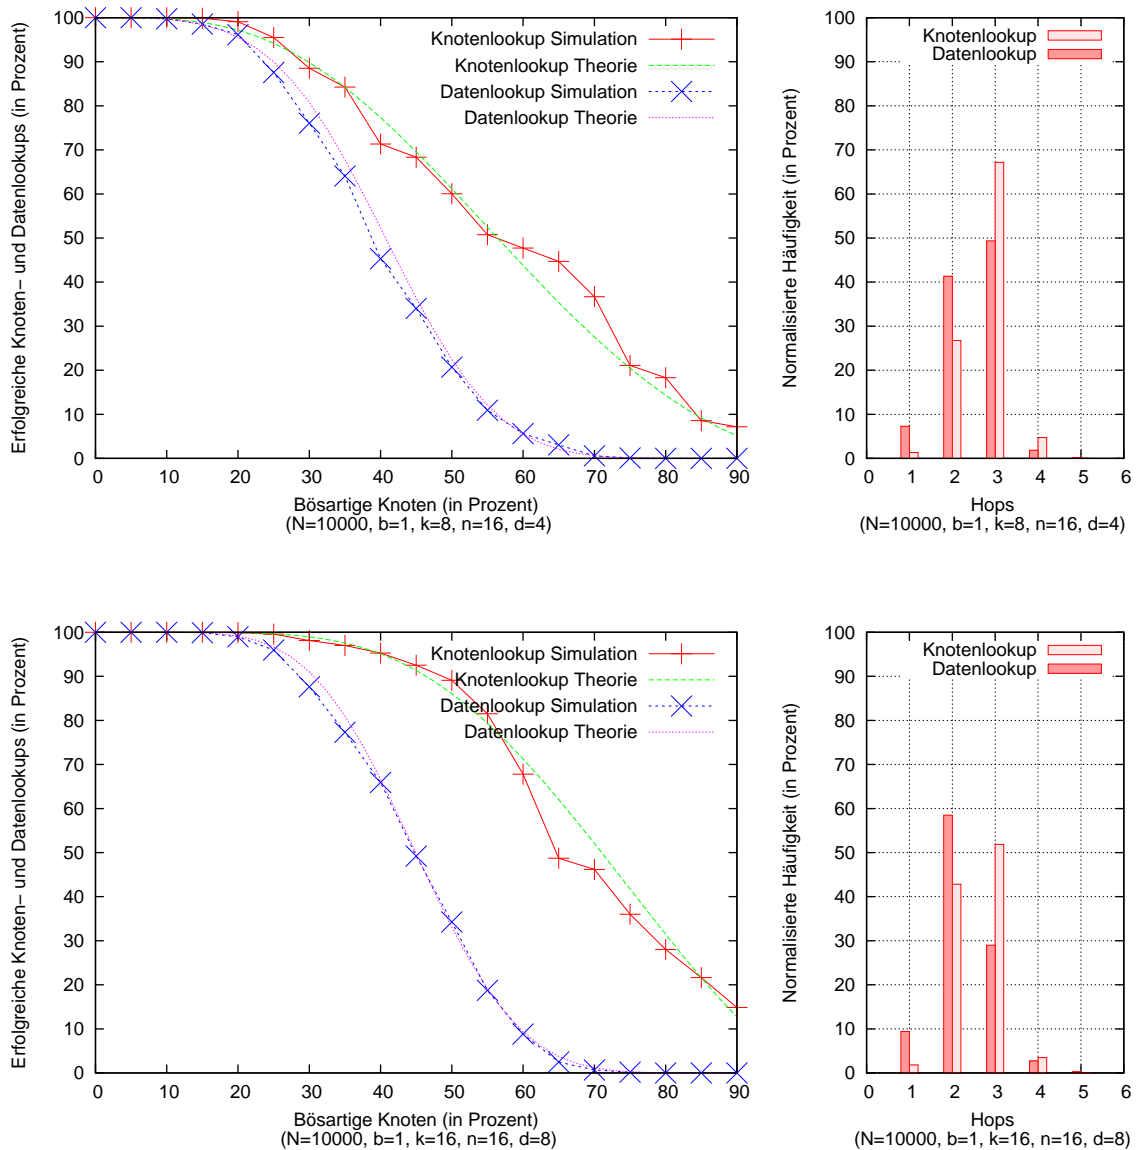 Erfolgreiche Knoten- und Datenlookups (in Prozent)
100
90
80
70
60
50
40
30
20
10
0
Knotenlookup Simulation
Knotenlookup Theorie
Datenlookup Simulation
Datenlookup Theorie
0 10 20 30 40 50 60 70 80 90
Bösartige Knoten (in Prozent)
(N=10000, b=1, k=8, n=16, d=4)
Normalisierte Häufigkeit (in Prozent)
100
90
80
70
60
50
40
30
20
10
0
Knotenlookup
Datenlookup
0 1 2 3 4 5 6
Hops
(N=10000, b=1, k=8, n=16, d=4)
Erfolgreiche Knoten- und Datenlookups (in Prozent)
100
90
80
70
60
50
40
30
20
10
0
Knotenlookup Simulation
Knotenlookup Theorie
Datenlookup Simulation
Datenlookup Theorie
0 10 20 30 40 50 60 70 80 90
Bösartige Knoten (in Prozent)
(N=10000, b=1, k=16, n=16, d=8)
Normalisierte Häufigkeit (in Prozent)
100
90
80
70
60
50
40
30
20
10
0
Knotenlookup
Datenlookup
0 1 2 3 4 5 6
Hops
(N=10000, b=1, k=16, n=16, d=8)